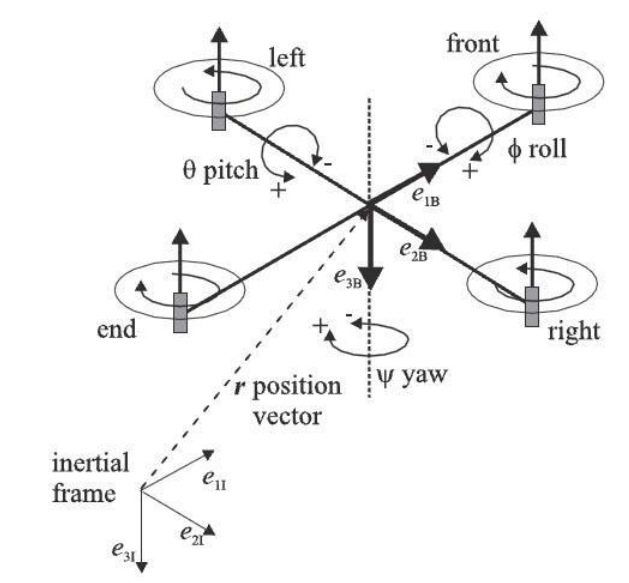 front
left
θ pitch
-
+
-
+
ϕ roll
e1B
e2B
e3B
end
right
+
-
ψ yaw
r position
vector
inertial
frame
e1I
e2I
e3I